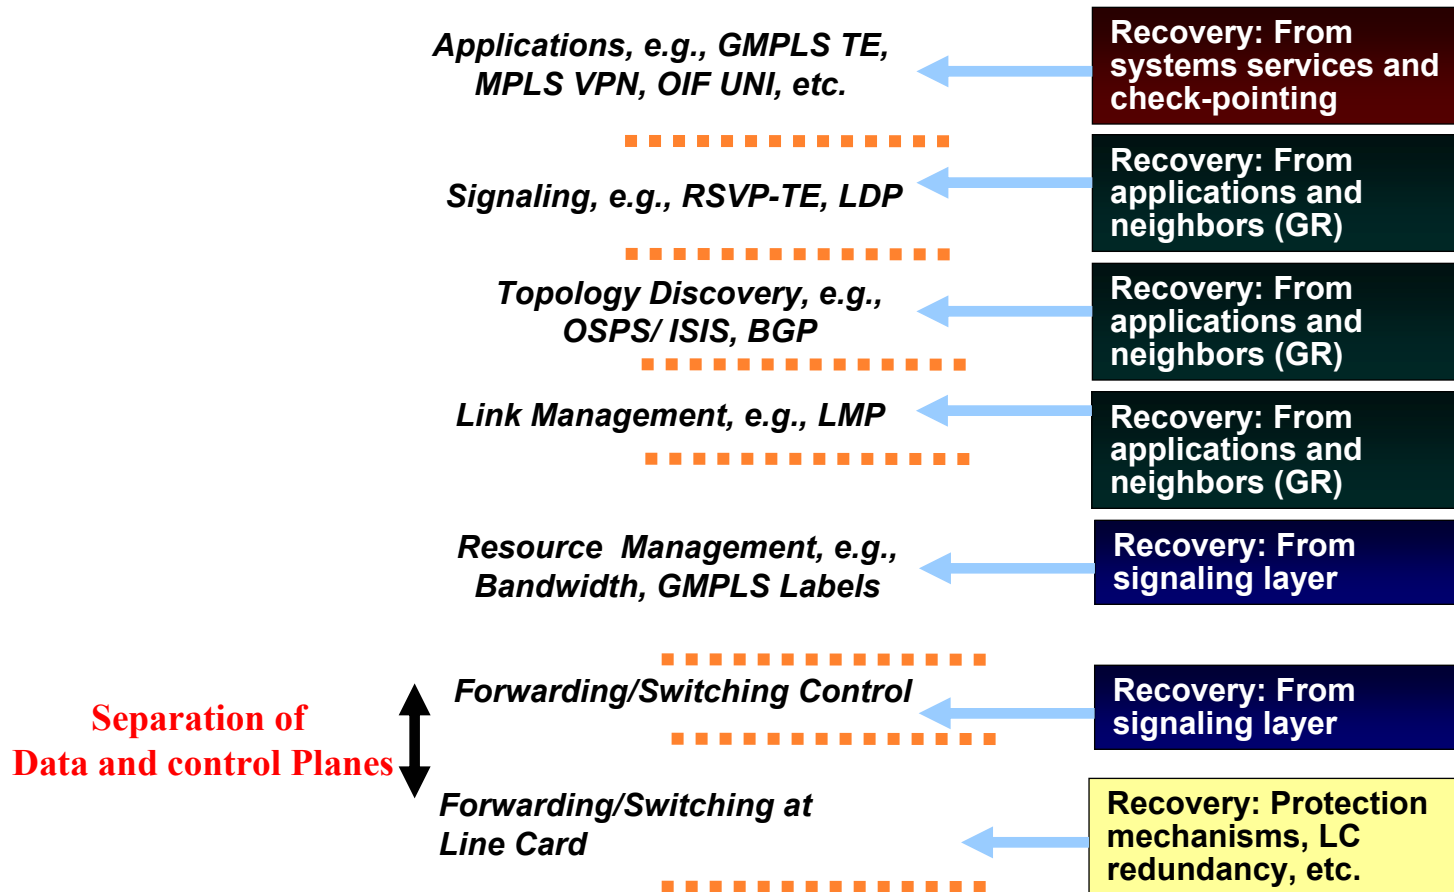 Applications, e.g., GMPLS TE,
MPLS VPN, OIF UNI, etc.
Recovery: From
systems services and
check-pointing
Signaling, e.g., RSVP-TE, LDP
Recovery: From
applications and
neighbors (GR)
Topology Discovery, e.g.,
OSPS/ ISIS, BGP
Recovery: From
applications and
neighbors (GR)
Link Management, e.g., LMP
Recovery: From
applications and
neighbors (GR)
Resource Management, e.g.,
Bandwidth, GMPLS Labels
Recovery: From
signaling layer
Separation of
Data and control Planes
Forwarding/Switching Control
Recovery: From
signaling layer
Forwarding/Switching at
Line Card
Recovery: Protection
mechanisms, LC
redundancy, etc.